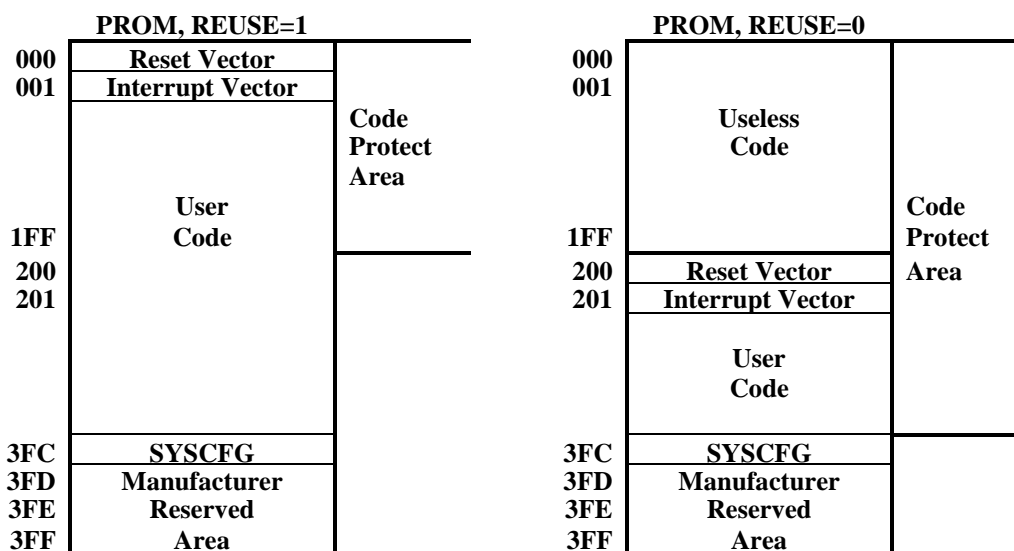 PROM, REUSE=1
000 Reset Vector
001 Interrupt Vector
Code
Protect
Area
User
1FF Code
200
201
3FC SYSCFG
3FD Manufacturer
3FE Reserved
3FF Area
PROM, REUSE=0
000
001
Useless
Code
Code
1FF Protect
200 Reset Vector Area
201 Interrupt Vector
User
Code
3FC SYSCFG
3FD Manufacturer
3FE Reserved
3FF Area